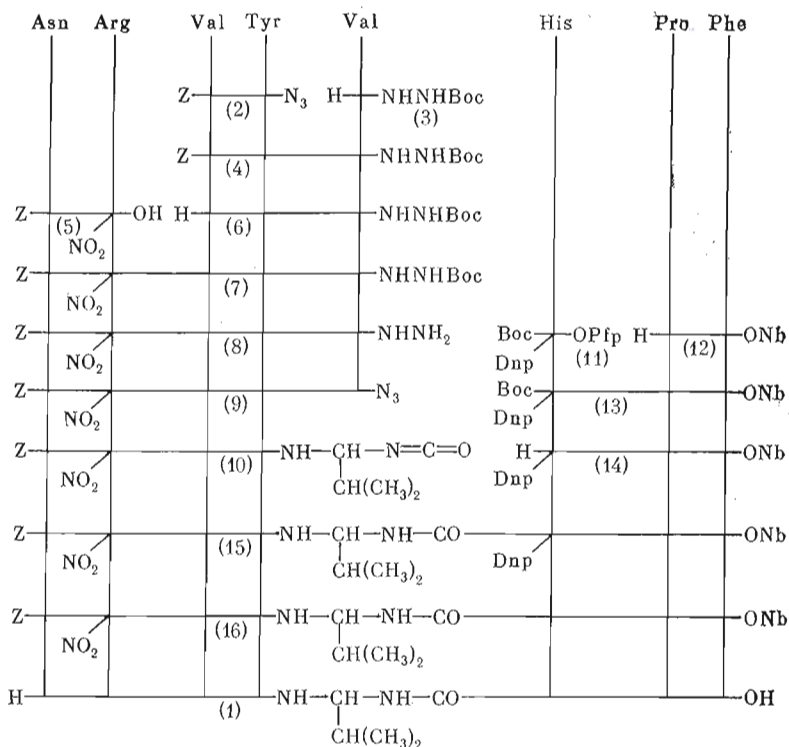 Asn Arg Val Tyr Val His Pro Phe
Z N₃ H NHNHBoc
(2) (3)
Z NHNHBoc
(4)
Z (5) OH H (6) NHNHBoc
NO₂
Z (7) NHNHBoc
NO₂
Z (8) NHNH₂ Boc OPfp H (12) ONb
NO₂ Dnp (11)
Z (9) N₃ Boc (13) ONb
NO₂ Dnp
Z (10) NH—CH—N=C=O H (14) ONb
NO₂ CH(CH₃)₂ Dnp
Z (15) NH—CH—NH—CO ONb
NO₂ CH(CH₃)₂ Dnp
Z (16) NH—CH—NH—CO ONb
NO₂ CH(CH₃)₂
H (1) NH—CH—NH—CO OH
CH(CH₃)₂